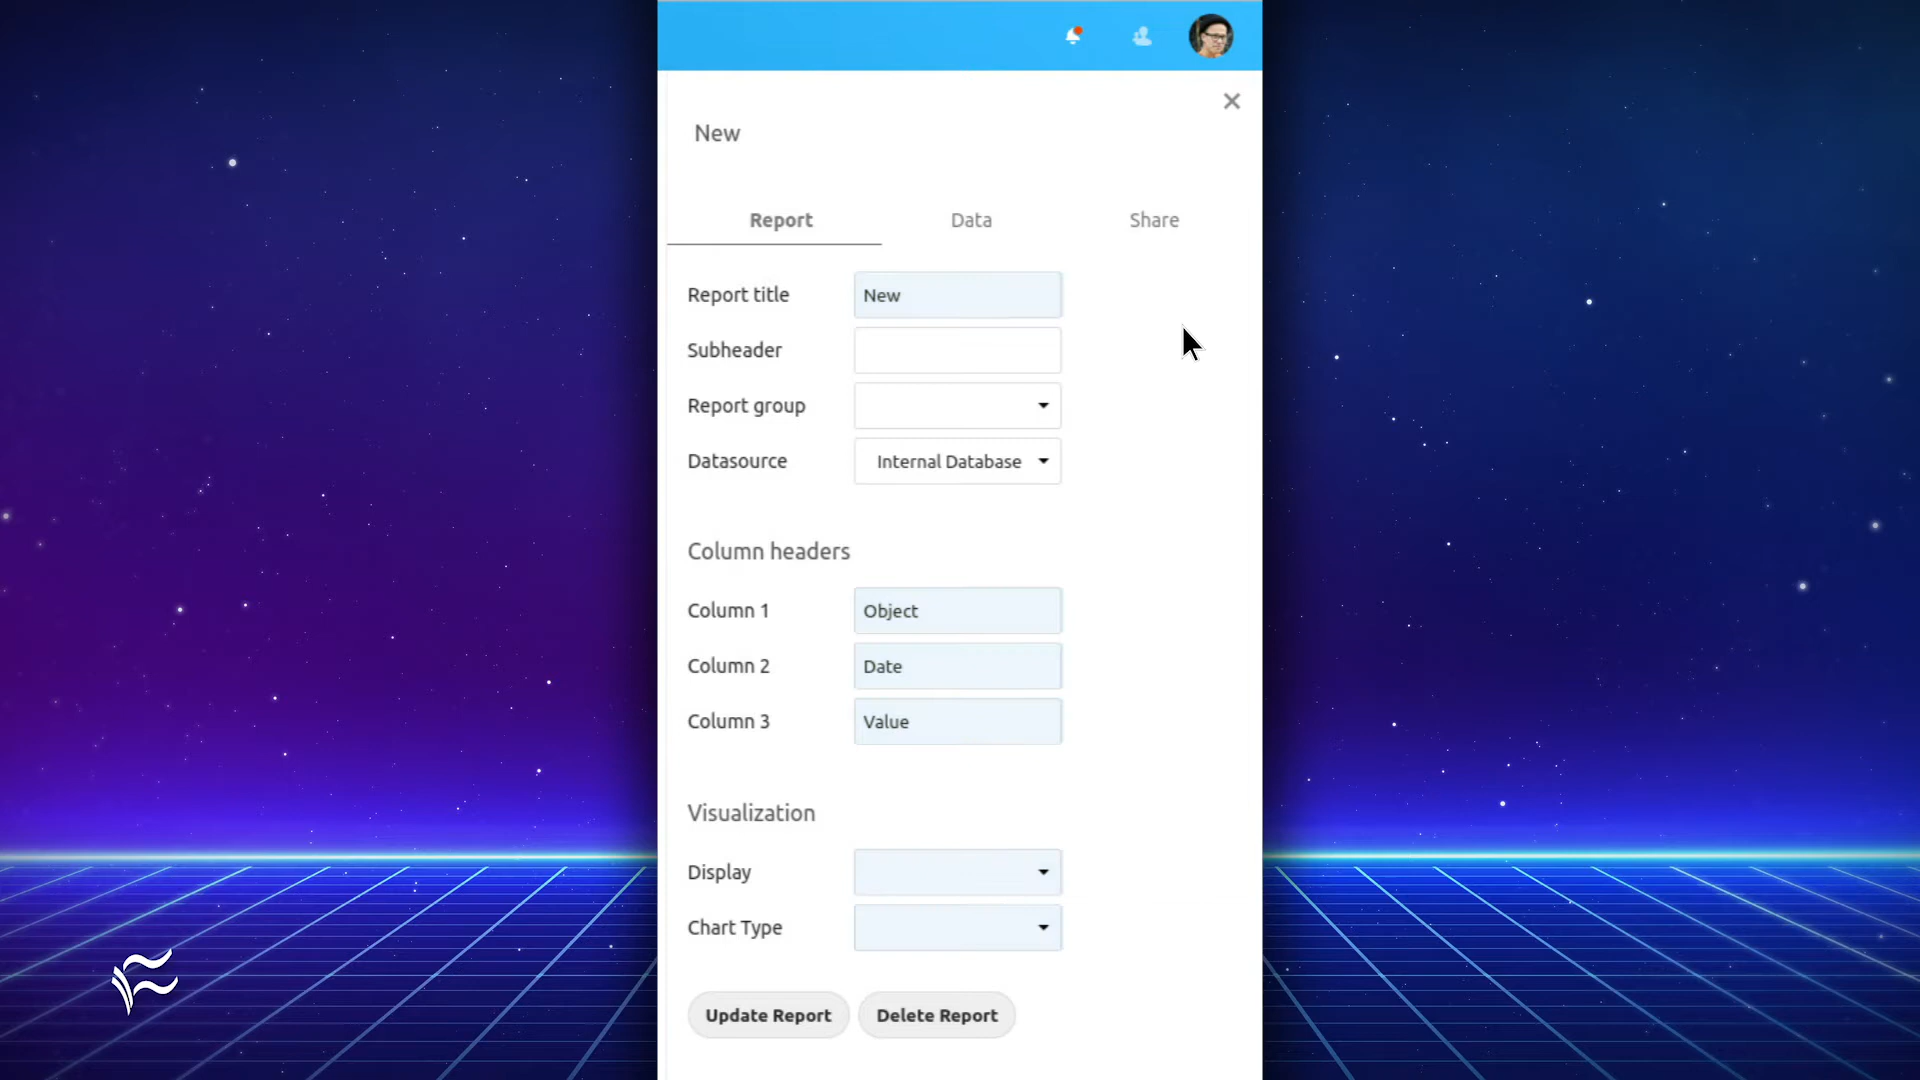 New
Report Data Share
Report title New
Subheader
Report group
Datasource Internal Database
Column headers
Column 1 Object
Column 2 Date
Column 3 Value
Visualization
Display
Chart Type
Update Report Delete Report